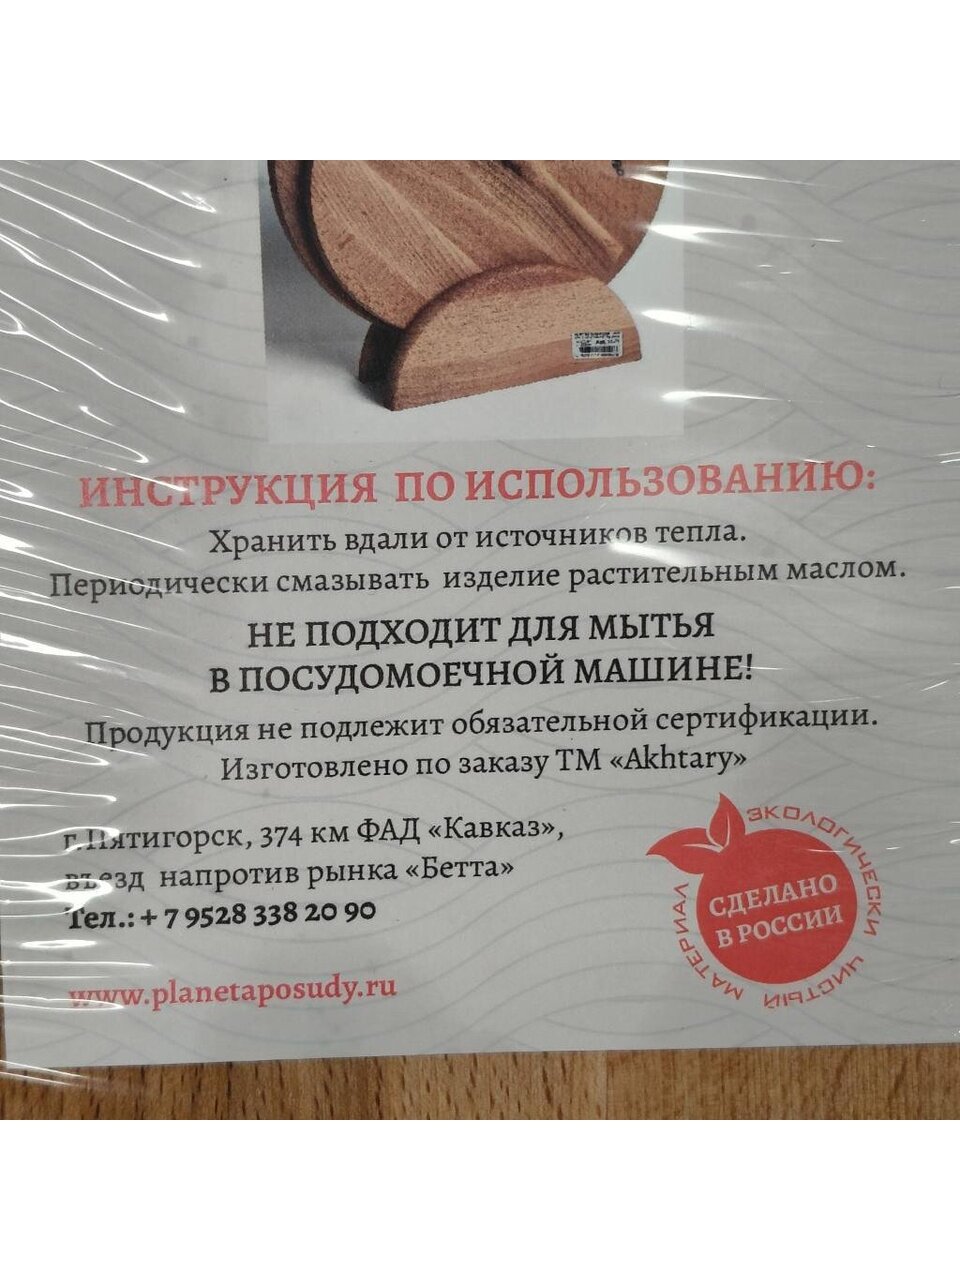 ИНСТРУКЦИЯ ПО ИСПОЛЬЗОВАНИЮ:
Хранить вдали от источников тепла.
Периодически смазывать изделие растительным маслом.
НЕ ПОДХОДИТ ДЛЯ МЫТЬЯ
В ПОСУДОМОЕЧНОЙ МАШИНЕ!
Продукция не подлежит обязательной сертификации.
Изготовлено по заказу ТМ «Akhtary»
г.Пятигорск, 374 км ФАД «Кавказ»,
въезд напротив рынка «Бетта»
Тел.: + 7 9528 338 20 90
www.planetaposudy.ru
ЭКОЛОГИЧЕСКИ ЧИСТЫЙ МАТЕРИАЛ
СДЕЛАНО
В РОССИИ